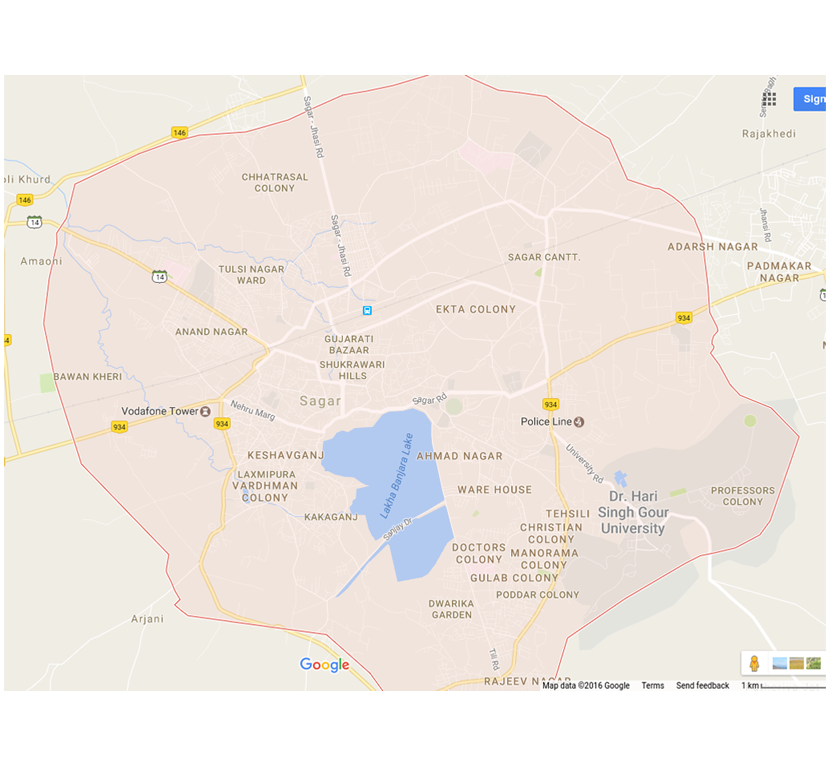 Sign
Rajakhedi
Sagar - Jhasi Rd
146
oli Khurd
146
CHHATRASAL
COLONY
14
Sagar - Jhasi Rd
Jhansi Rd
ADARSH NAGAR
SAGAR CANTT.
Amaoni
TULSI NAGAR
WARD
14
PADMAKAR
NAGAR
EKTA COLONY
934
ANAND NAGAR
GUJARATI
BAZAAR
SHUKRAWARI
HILLS
BAWAN KHERI
Sagar
Sagar Rd
934
Vodafone Tower
Nehru Marg
Police Line
934
934
KESHAVGANJ
Lakha Banjara Lake
AHMAD NAGAR
University Rd
LAXMIPURA
VARDHMAN
COLONY
WARE HOUSE
Dr. Hari
Singh Gour
University
PROFESSORS
COLONY
KAKAGANJ
Sanjay Dr
TEHSILI
CHRISTIAN
COLONY
DOCTORS
COLONY
MANORAMA
COLONY
GULAB COLONY
PODDAR COLONY
DWARIKA
GARDEN
Arjani
Tili Rd
Google
RAJEEV NAGAR
Map data ©2016 Google Terms Send feedback 1 km